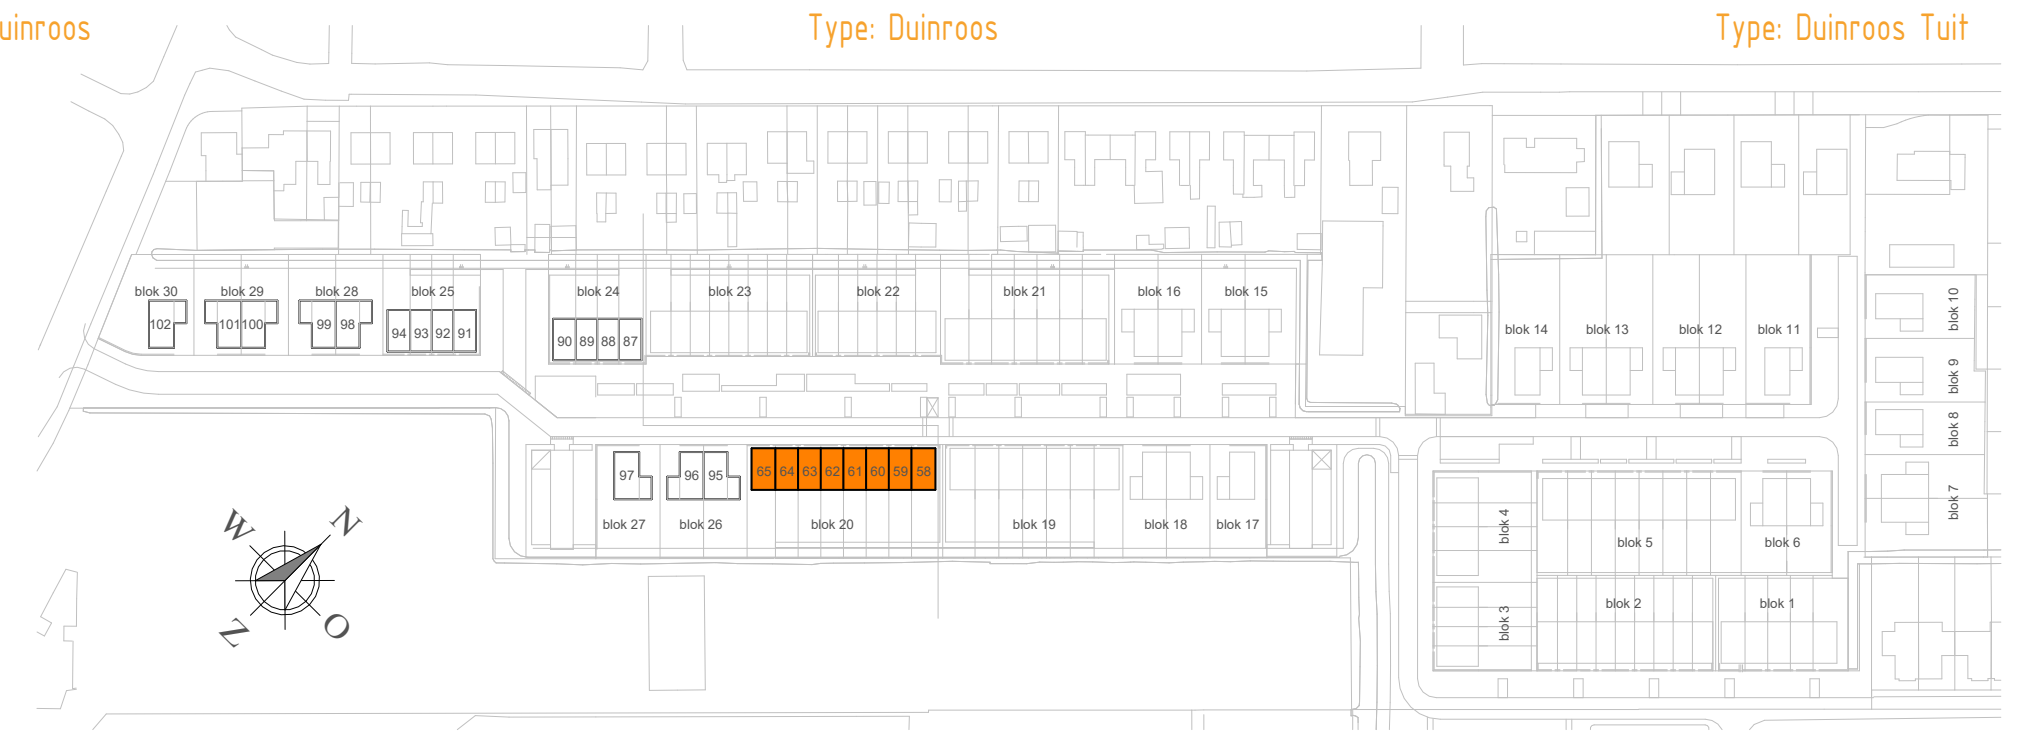 uinroos
Type: Duinroos
Type: Duinroos Tuit
blok 30
blok 29
blok 28
blok 25
blok 24
blok 23
blok 22
blok 21
blok 16
blok 15
102
101 100
99 98
94 93 92 91
90 89 88 87
blok 14
blok 13
blok 12
blok 11
blok 10
blok 9
blok 8
blok 7
97
96 95
65 64 63 62 61 60 59 58
blok 27
blok 26
blok 20
blok 19
blok 18
blok 17
blok 4
blok 5
blok 6
blok 3
blok 2
blok 1
W
N
Z
O